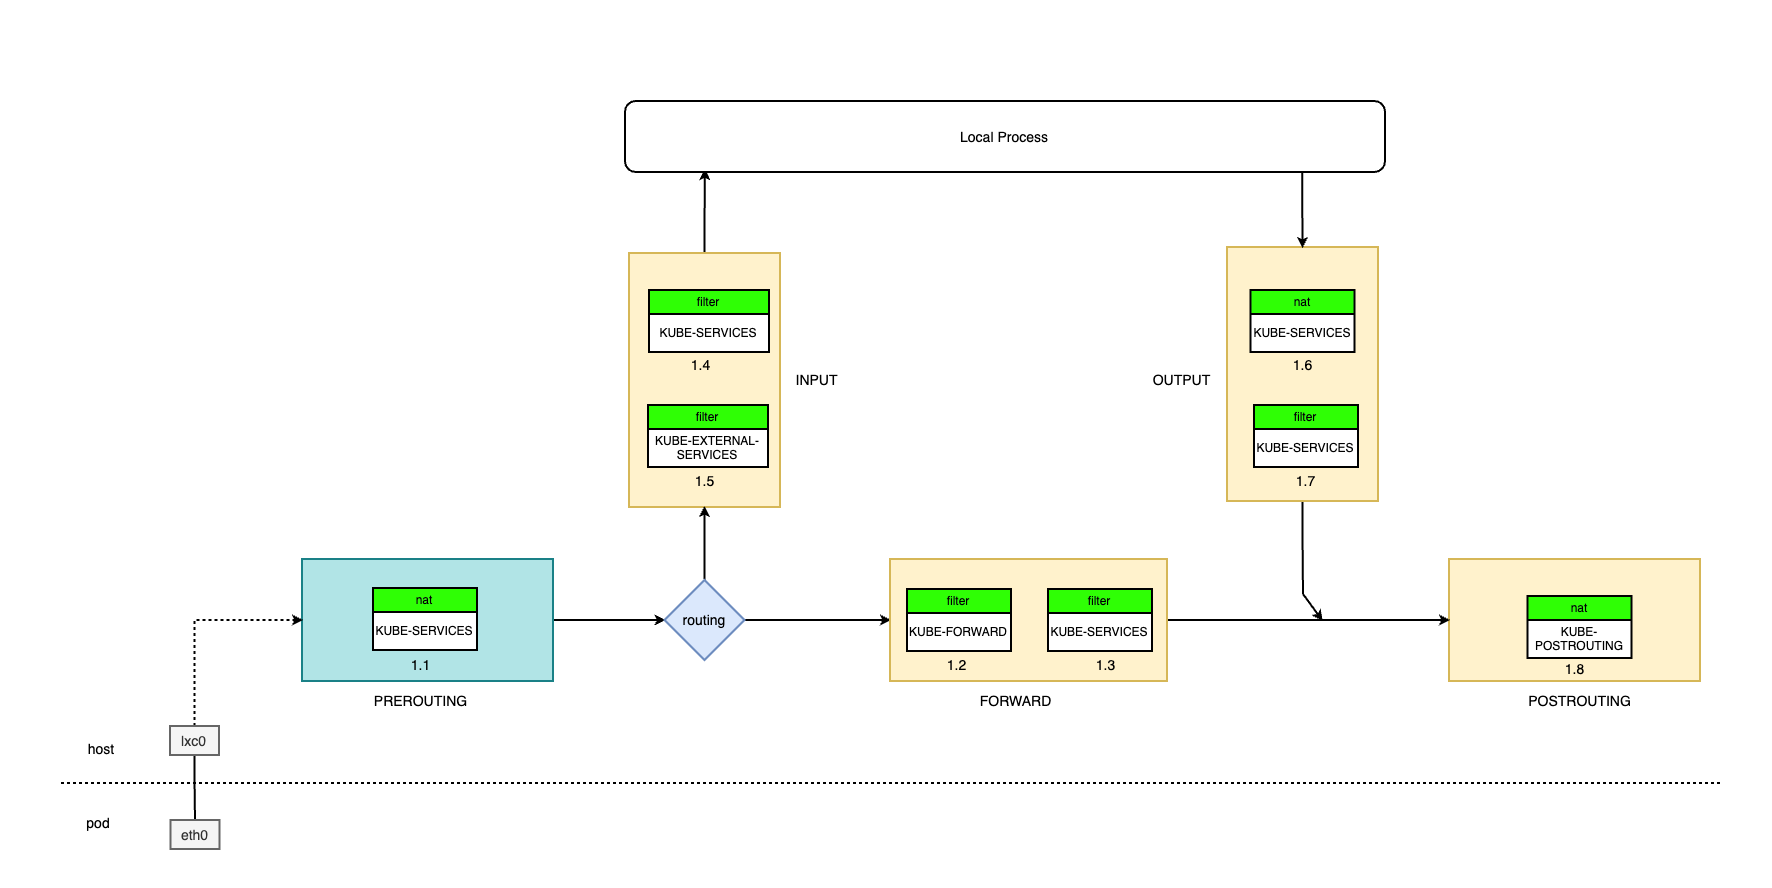 Local Process
filter
KUBE-SERVICES
1.4
filter
KUBE-EXTERNAL-
SERVICES
1.5
INPUT
OUTPUT
nat
KUBE-SERVICES
1.6
filter
KUBE-SERVICES
1.7
nat
KUBE-SERVICES
1.1
PREROUTING
routing
filter
KUBE-FORWARD
1.2
filter
KUBE-SERVICES
1.3
FORWARD
nat
KUBE-
POSTROUTING
1.8
POSTROUTING
host
lxc0
pod
eth0